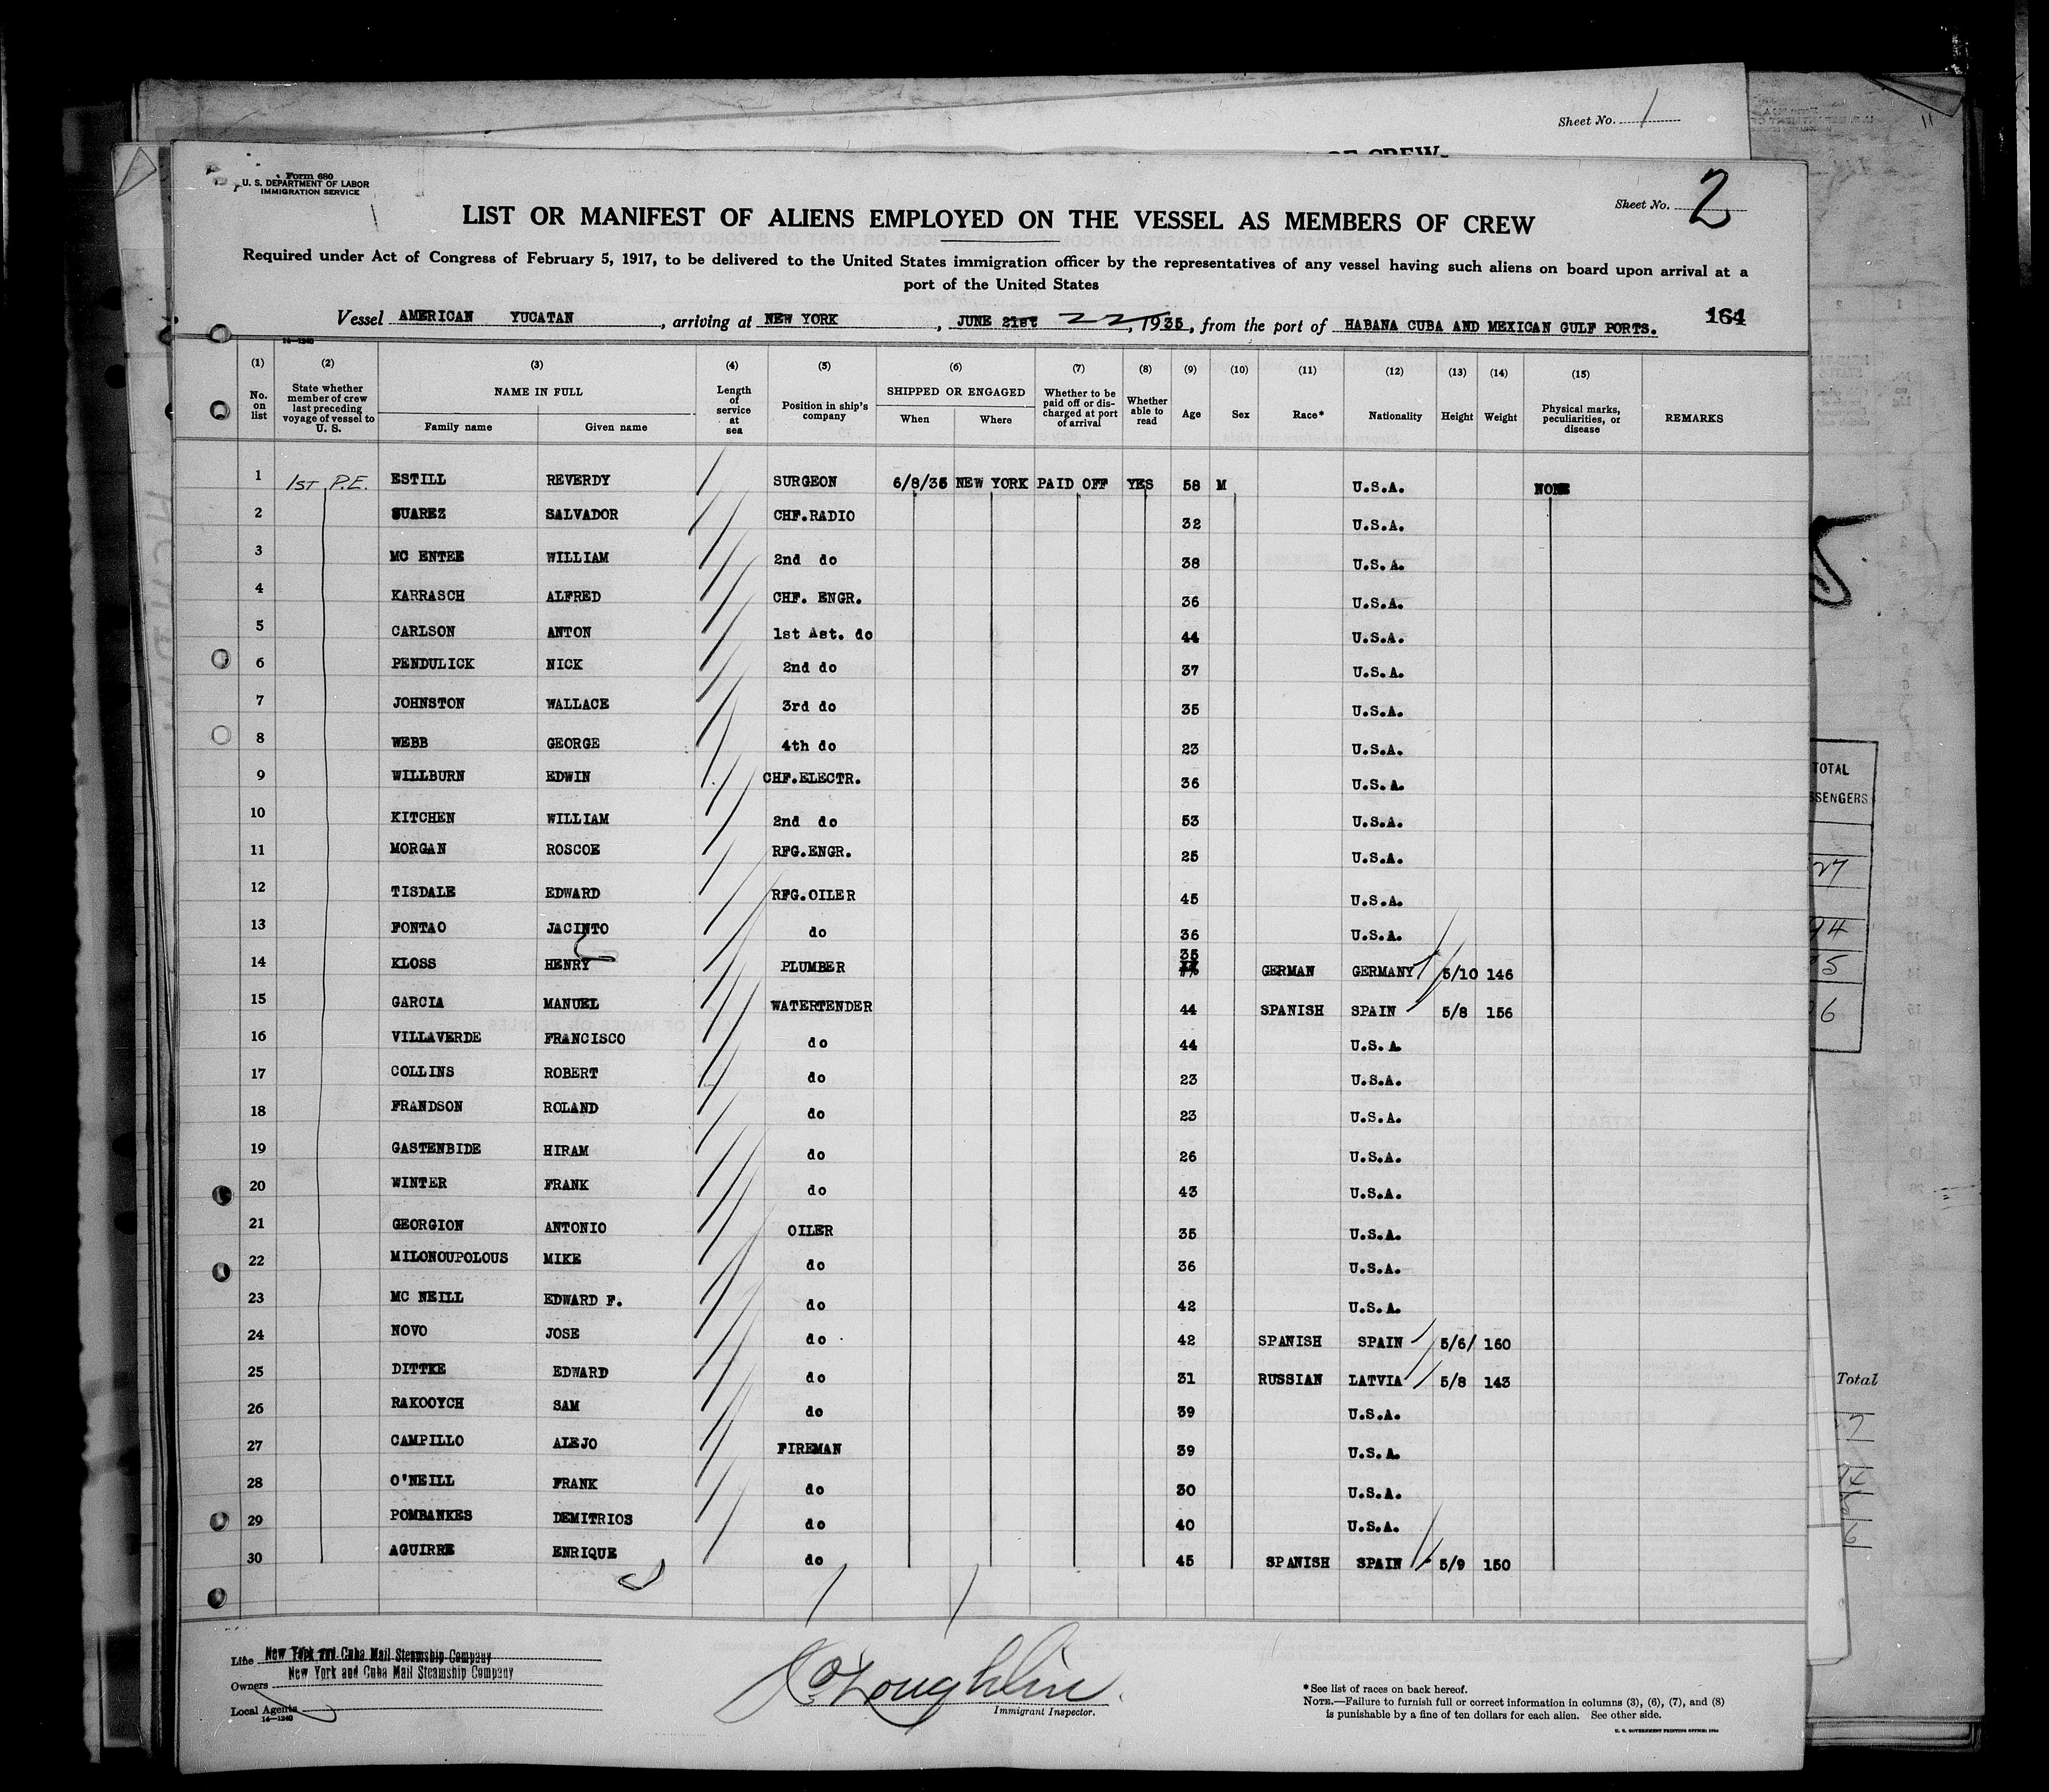 Sheet No. 1
OF CREW
Form 680
U. S. DEPARTMENT OF LABOR
IMMIGRATION SERVICE
Sheet No. 2
LIST OR MANIFEST OF ALIENS EMPLOYED ON THE VESSEL AS MEMBERS OF CREW
Required under Act of Congress of February 5, 1917, to be delivered to the United States immigration officer by the representatives of any vessel having such aliens on board upon arrival at a
port of the United States
Vessel AMERICAN YUCATAN, arriving at NEW YORK, JUNE 21st 22, 1935, from the port of HABANA CUBA AND MEXICAN GULF PORTS. 164
14—1240
(1) (2) (3) (4) (5) (6) (7) (8) (9) (10) (11) (12) (13) (14) (15)
No. on list State whether member of crew last preceding voyage of vessel to U. S. NAME IN FULL Family name Given name Length of service at sea Position in ship's company SHIPPED OR ENGAGED When Where Whether to be paid off or discharged at port of arrival Whether able to read Age Sex Race* Nationality Height Weight Physical marks, peculiarities, or disease REMARKS
1 1ST P.E. ESTILL REVERDY SURGEON 6/8/35 NEW YORK PAID OFF YES 58 M U.S.A. NONE
2 SUAREZ SALVADOR CHF.RADIO 32 U.S.A.
3 MC ENTEE WILLIAM 2nd do 38 U.S.A.
4 KARRASCH ALFRED CHF. ENGR. 36 U.S.A.
5 CARLSON ANTON 1st Ast. do 44 U.S.A.
6 PENDULICK NICK 2nd do 37 U.S.A.
7 JOHNSTON WALLACE 3rd do 35 U.S.A.
8 WEBB GEORGE 4th do 23 U.S.A.
9 WILLBURN EDWIN CHF.ELECTR. 36 U.S.A.
10 KITCHEN WILLIAM 2nd do 53 U.S.A.
11 MORGAN ROSCOE RFG.ENGR. 25 U.S.A.
12 TISDALE EDWARD RFG.OILER 45 U.S.A.
13 FONTAO JACINTO do 36 U.S.A.
14 KLOSS HENRY PLUMBER 35 GERMAN GERMANY 5/10 146
15 GARCIA MANUEL WATERTENDER 44 SPANISH SPAIN 5/8 156
16 VILLAVERDE FRANCISCO do 44 U.S. A
17 COLLINS ROBERT do 23 U.S.A.
18 FRANDSON ROLAND do 23 U.S.A.
19 GASTENBIDE HIRAM do 26 U.S.A.
20 WINTER FRANK do 43 U.S.A.
21 GEORGION ANTONIO OILER 35 U.S.A.
22 MILONOUPOLOUS MIKE do 36 U.S.A.
23 MC NEILL EDWARD F. do 42 U.S.A.
24 NOVO JOSE do 42 SPANISH SPAIN 5/6/ 160
25 DITTKE EDWARD do 31 RUSSIAN LATVIA 5/8 143
26 RAKOOYCH SAM do 39 U.S.A.
27 CAMPILLO ALEJO FIREMAN 39 U.S.A.
28 O'NEILL FRANK do 30 U.S.A.
29 POMBANKES DEMITRIOS do 40 U.S.A.
30 AGUIRRE ENRIQUE do 45 SPANISH SPAIN 5/9 150
Line New York and Cuba Mail Steamship Company
Owners New York and Cuba Mail Steamship Company
Local Agents
14—1240
Immigrant Inspector.
*See list of races on back hereof.
NOTE.—Failure to furnish full or correct information in columns (3), (6), (7), and (8)
is punishable by a fine of ten dollars for each alien. See other side.
TOTAL
27
94
5
6
Total